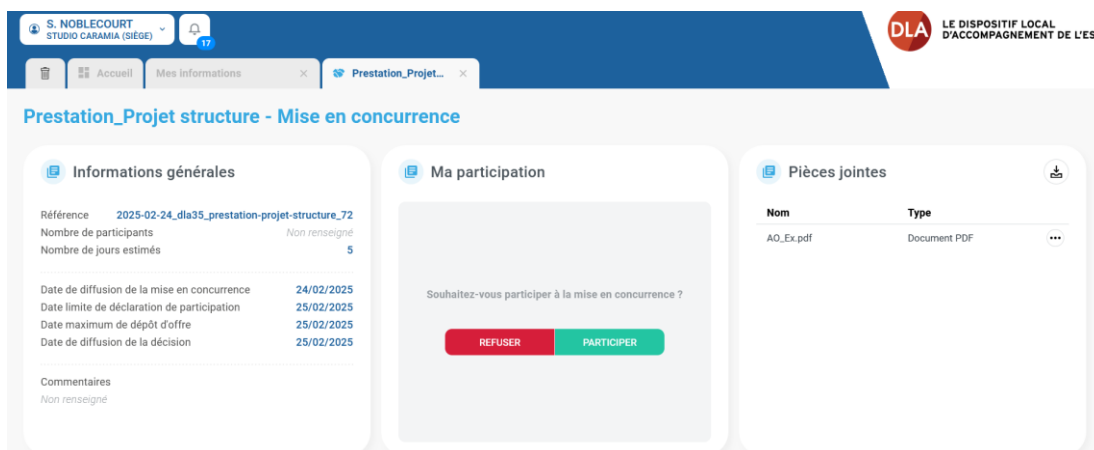 S. NOBLECOURT
STUDIO CARAMIA (SIÈGE)
17
DLA
LE DISPOSITIF LOCAL
D'ACCOMPAGNEMENT DE L'ES
Accueil
Mes informations
Prestation_Projet...
Prestation_Projet structure - Mise en concurrence
Informations générales
Référence 2025-02-24_dla35_prestation-projet-structure_72
Nombre de participants Non renseigné
Nombre de jours estimés 5
Date de diffusion de la mise en concurrence 24/02/2025
Date limite de déclaration de participation 25/02/2025
Date maximum de dépôt d'offre 25/02/2025
Date de diffusion de la décision 25/02/2025
Commentaires
Non renseigné
Ma participation
Souhaitez-vous participer à la mise en concurrence ?
REFUSER PARTICIPER
Pièces jointes
Nom Type
AO_Ex.pdf Document PDF